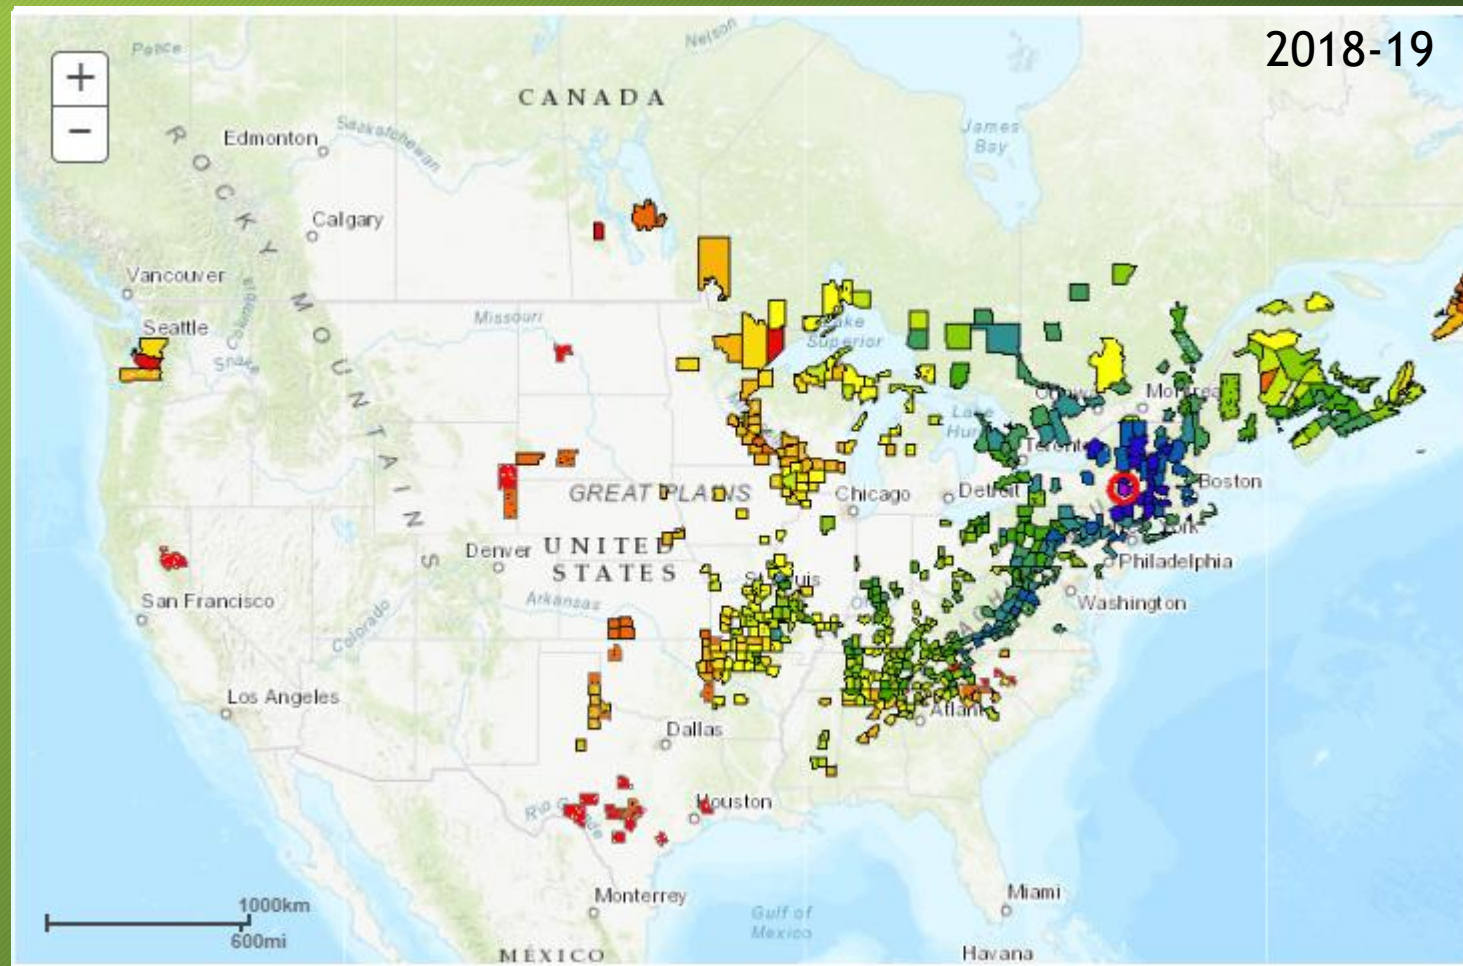 2018-19
Peace
Nelson
+
CANADA
−
James
Bay
Edmonton
Saskatchewan
ROCKY MOUNTAINS
Calgary
Vancouver
Columbia
Missouri
Seattle
Snake
Lake
Superior
Montreal
Lake
Toronto
Boston
GREAT PLAINS
Chicago
Detroit
Denver
UNITED
STATES
Philadelphia
San Francisco
Arkansas
Washington
Colorado
Los Angeles
Atlanta
Dallas
Houston
Rio Grande
Monterrey
Miami
1000km
600mi
Gulf of
Mexico
MÉXICO
Havana